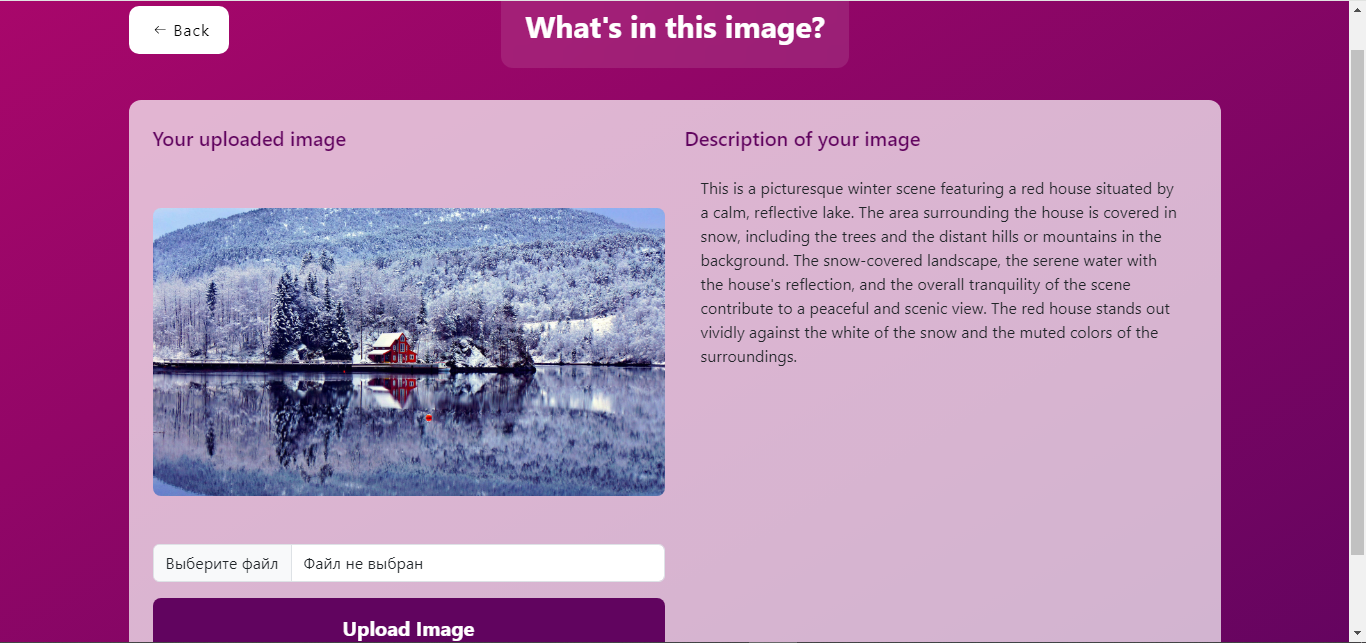 ← Back
What's in this image?
Your uploaded image
Description of your image
This is a picturesque winter scene featuring a red house situated by
a calm, reflective lake. The area surrounding the house is covered in
snow, including the trees and the distant hills or mountains in the
background. The snow-covered landscape, the serene water with
the house's reflection, and the overall tranquility of the scene
contribute to a peaceful and scenic view. The red house stands out
vividly against the white of the snow and the muted colors of the
surroundings.
Выберите файл Файл не выбран
Upload Image